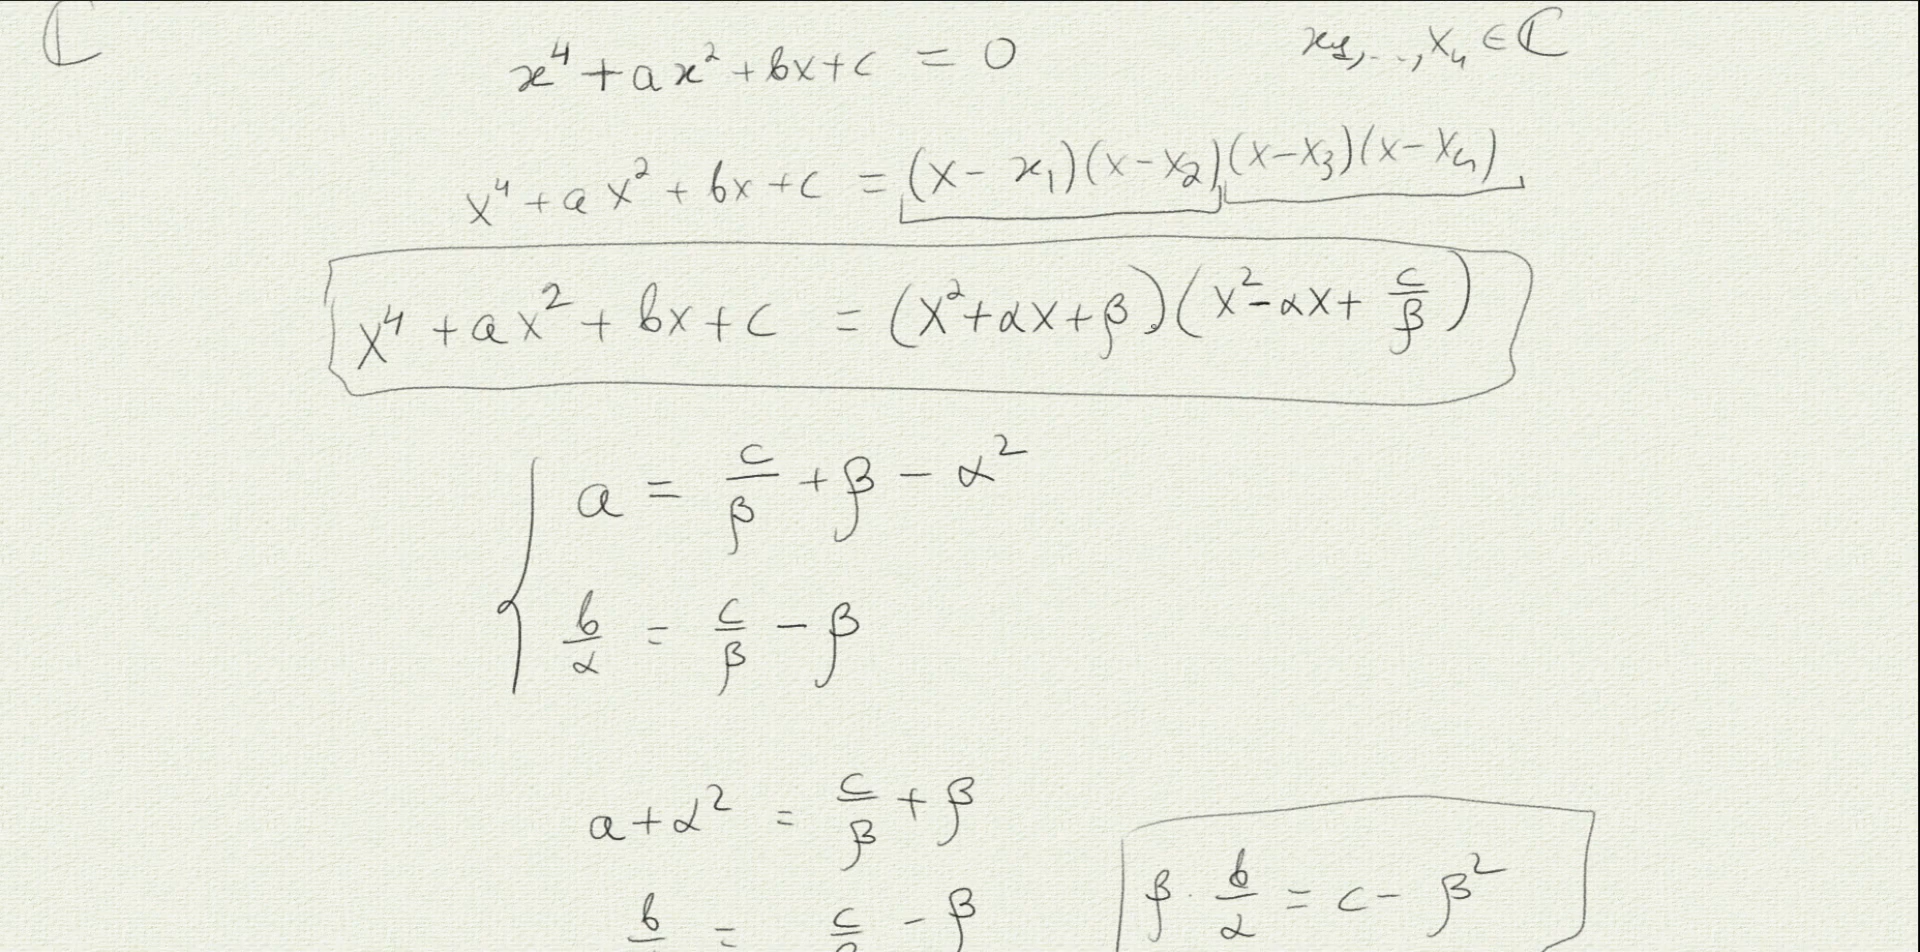 ℂ
x⁴ + ax² + bx + c = 0
x₁, ..., x₄ ∈ ℂ
x⁴ + ax² + bx + c = (x - x₁)(x - x₂)(x - x₃)(x - x₄)
x⁴ + ax² + bx + c = (x² + αx + β)(x² - αx + c/β)
a = c/β + β - α²
b/α = c/β - β
a + α² = c/β + β
β · b/α = c - β²
b/ = c/β - β